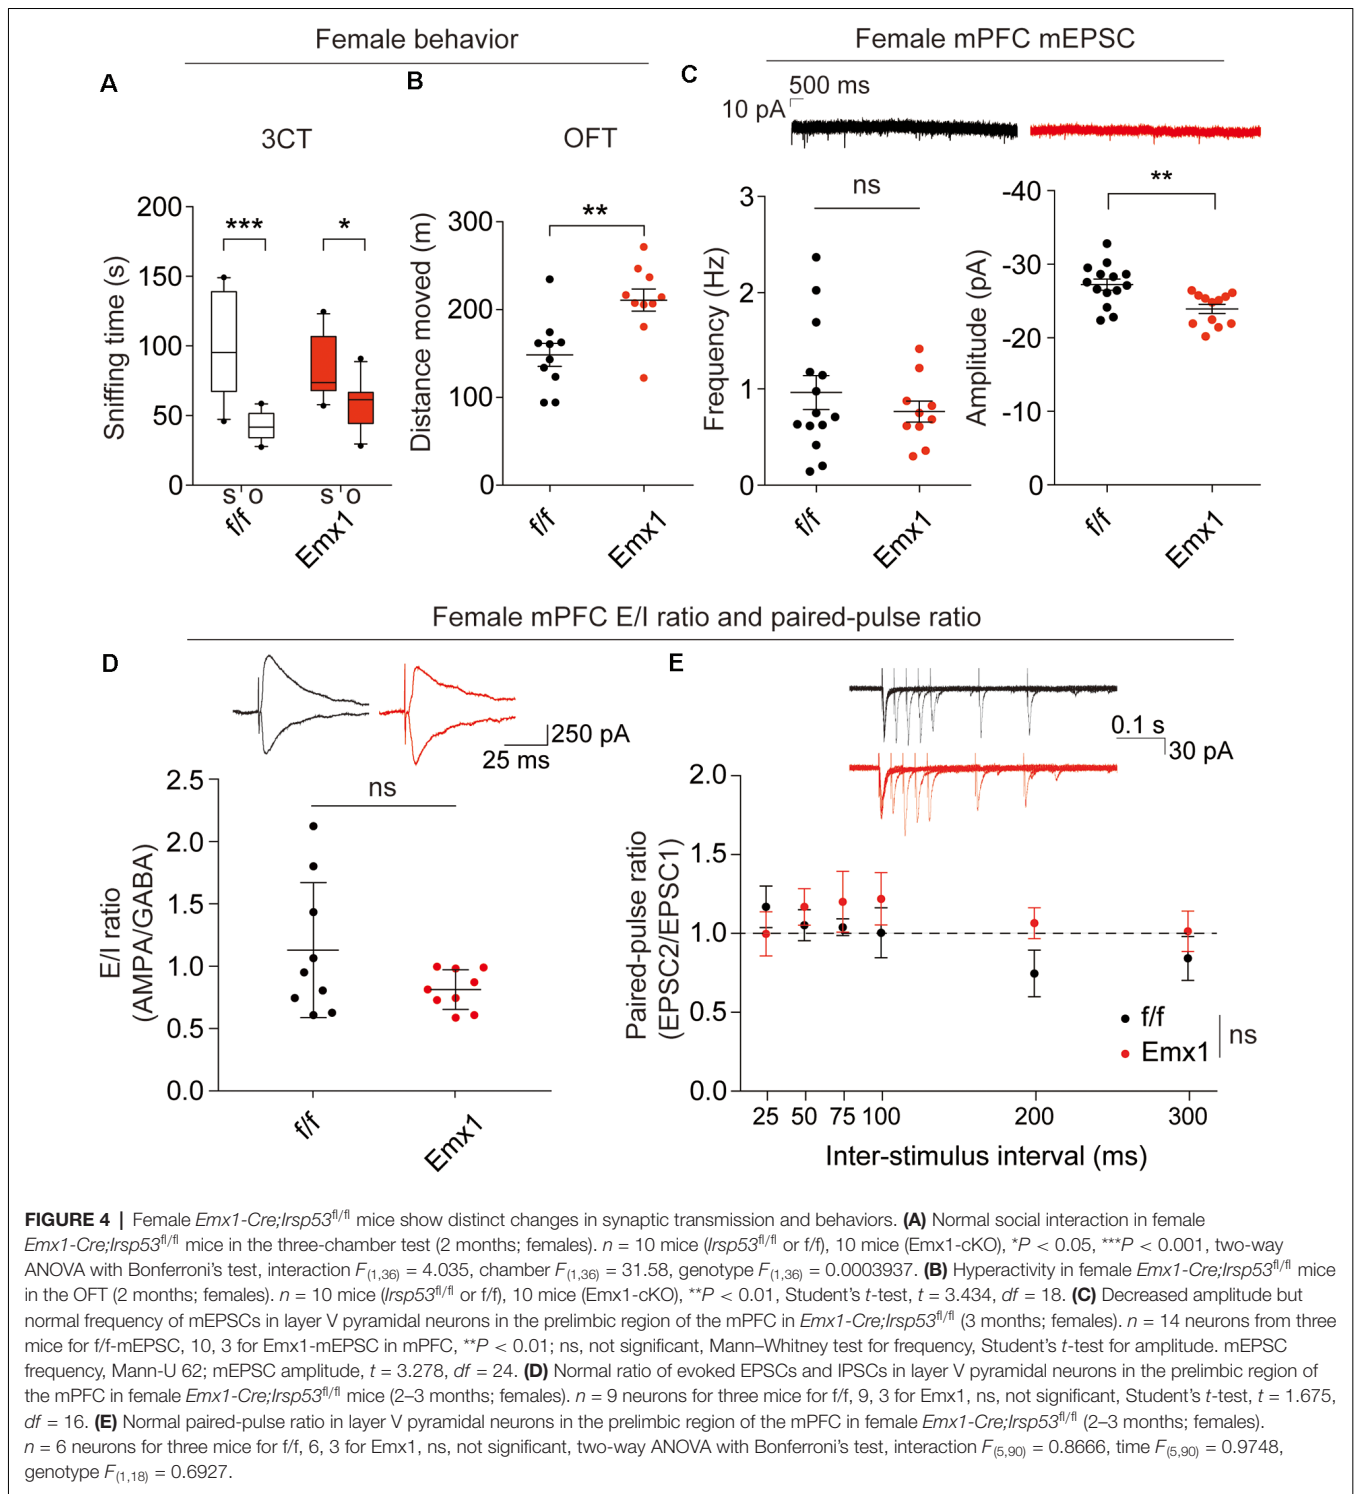 Female behavior
Female mPFC mEPSC
A
B
C
500 ms
10 pA
3CT
OFT
Sniffing time (s)
200
150
100
50
0
***
*
s o
s o
f/f
Emx1
Distance moved (m)
300
200
100
0
**
f/f
Emx1
Frequency (Hz)
3
2
1
0
ns
f/f
Emx1
Amplitude (pA)
-40
-30
-20
-10
0
**
f/f
Emx1
Female mPFC E/I ratio and paired-pulse ratio
D
E
250 pA
25 ms
E/I ratio
(AMPA/GABA)
2.5
2.0
1.5
1.0
0.5
0.0
ns
f/f
Emx1
0.1 s
30 pA
Paired-pulse ratio
(EPSC2/EPSC1)
2.0
1.5
1.0
0.5
0.0
f/f
Emx1
ns
25 50 75 100 200 300
Inter-stimulus interval (ms)
FIGURE 4 | Female Emx1-Cre;Irsp53fl/fl mice show distinct changes in synaptic transmission and behaviors. (A) Normal social interaction in female
Emx1-Cre;Irsp53fl/fl mice in the three-chamber test (2 months; females). n = 10 mice (Irsp53fl/fl or f/f), 10 mice (Emx1-cKO), *P < 0.05, ***P < 0.001, two-way
ANOVA with Bonferroni's test, interaction F(1,36) = 4.035, chamber F(1,36) = 31.58, genotype F(1,36) = 0.0003937. (B) Hyperactivity in female Emx1-Cre;Irsp53fl/fl mice
in the OFT (2 months; females). n = 10 mice (Irsp53fl/fl or f/f), 10 mice (Emx1-cKO), **P < 0.01, Student's t-test, t = 3.434, df = 18. (C) Decreased amplitude but
normal frequency of mEPSCs in layer V pyramidal neurons in the prelimbic region of the mPFC in Emx1-Cre;Irsp53fl/fl (3 months; females). n = 14 neurons from three
mice for f/f-mEPSC, 10, 3 for Emx1-mEPSC in mPFC, **P < 0.01; ns, not significant, Mann–Whitney test for frequency, Student's t-test for amplitude. mEPSC
frequency, Mann-U 62; mEPSC amplitude, t = 3.278, df = 24. (D) Normal ratio of evoked EPSCs and IPSCs in layer V pyramidal neurons in the prelimbic region of
the mPFC in female Emx1-Cre;Irsp53fl/fl mice (2–3 months; females). n = 9 neurons for three mice for f/f, 9, 3 for Emx1, ns, not significant, Student's t-test, t = 1.675,
df = 16. (E) Normal paired-pulse ratio in layer V pyramidal neurons in the prelimbic region of the mPFC in female Emx1-Cre;Irsp53fl/fl (2–3 months; females).
n = 6 neurons for three mice for f/f, 6, 3 for Emx1, ns, not significant, two-way ANOVA with Bonferroni's test, interaction F(5,90) = 0.8666, time F(5,90) = 0.9748,
genotype F(1,18) = 0.6927.